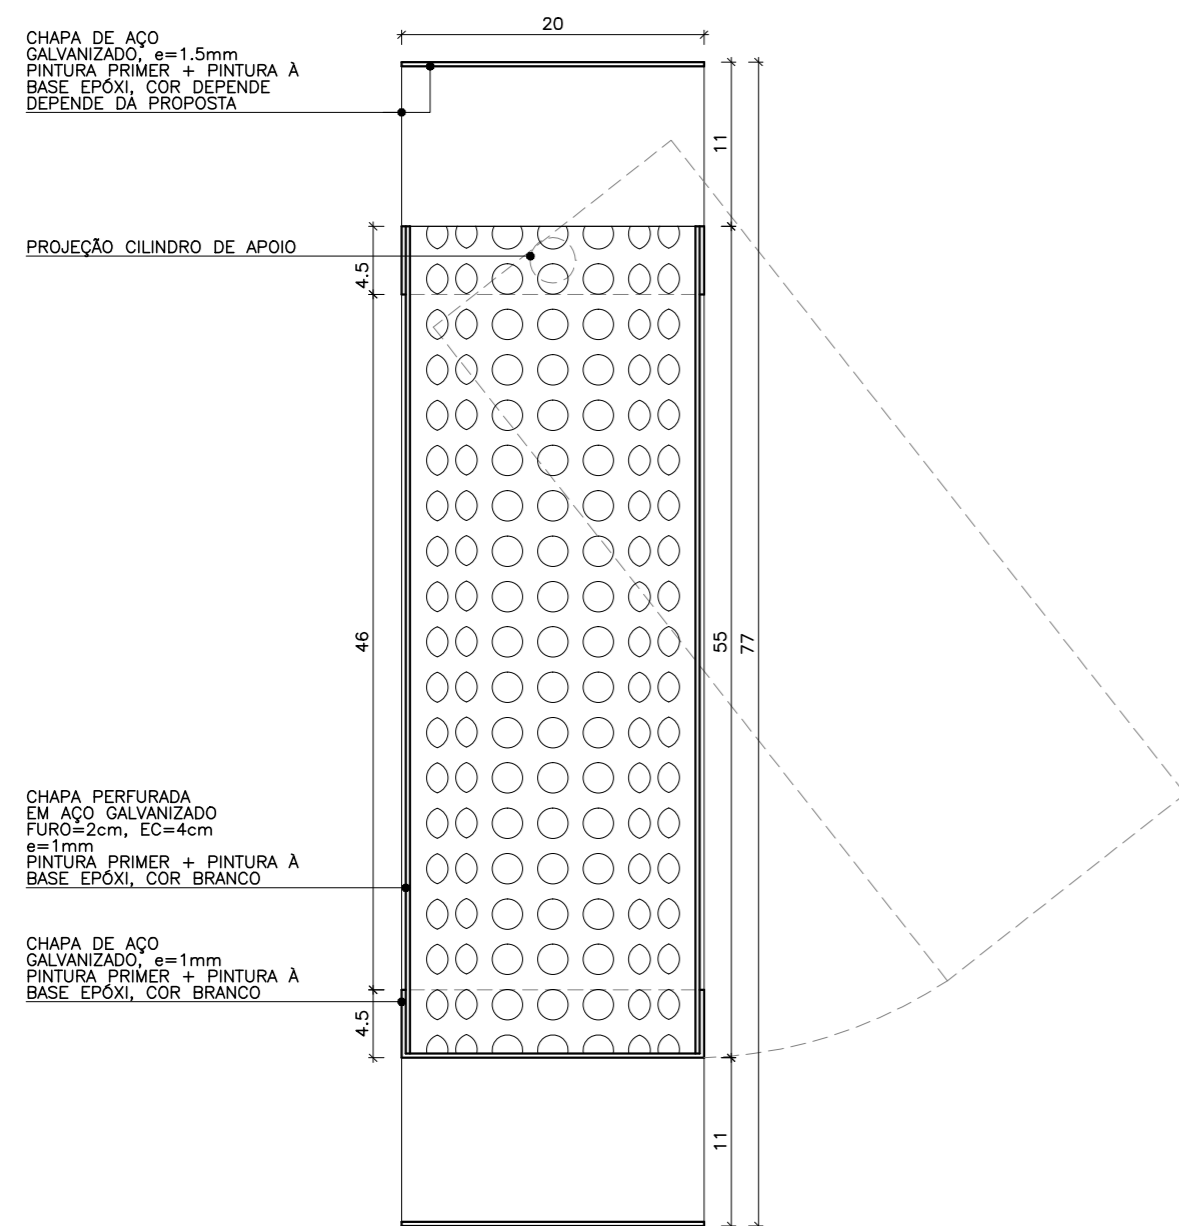 20
CHAPA DE AÇO
GALVANIZADO, e=1.5mm
PINTURA PRIMER + PINTURA À
BASE EPÓXI, COR DEPENDE
DEPENDE DA PROPOSTA
11
PROJEÇÃO CILINDRO DE APOIO
4.5
46
55
77
CHAPA PERFURADA
EM AÇO GALVANIZADO
FURO=2cm, EC=4cm
e=1mm
PINTURA PRIMER + PINTURA À
BASE EPÓXI, COR BRANCO
CHAPA DE AÇO
GALVANIZADO, e=1mm
PINTURA PRIMER + PINTURA À
BASE EPÓXI, COR BRANCO
4.5
11